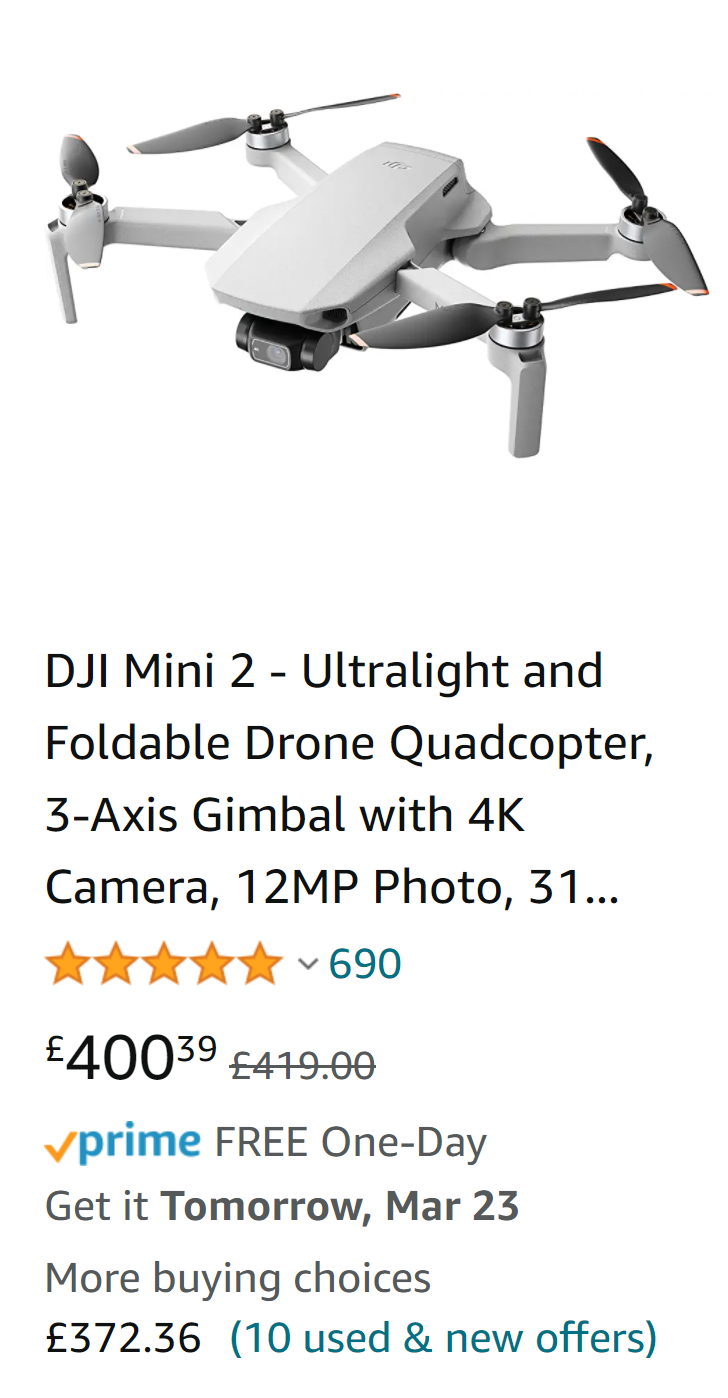 dji
DJI Mini 2 - Ultralight and
Foldable Drone Quadcopter,
3-Axis Gimbal with 4K
Camera, 12MP Photo, 31...
690
£40039 £419.00
prime FREE One-Day
Get it Tomorrow, Mar 23
More buying choices
£372.36 (10 used & new offers)